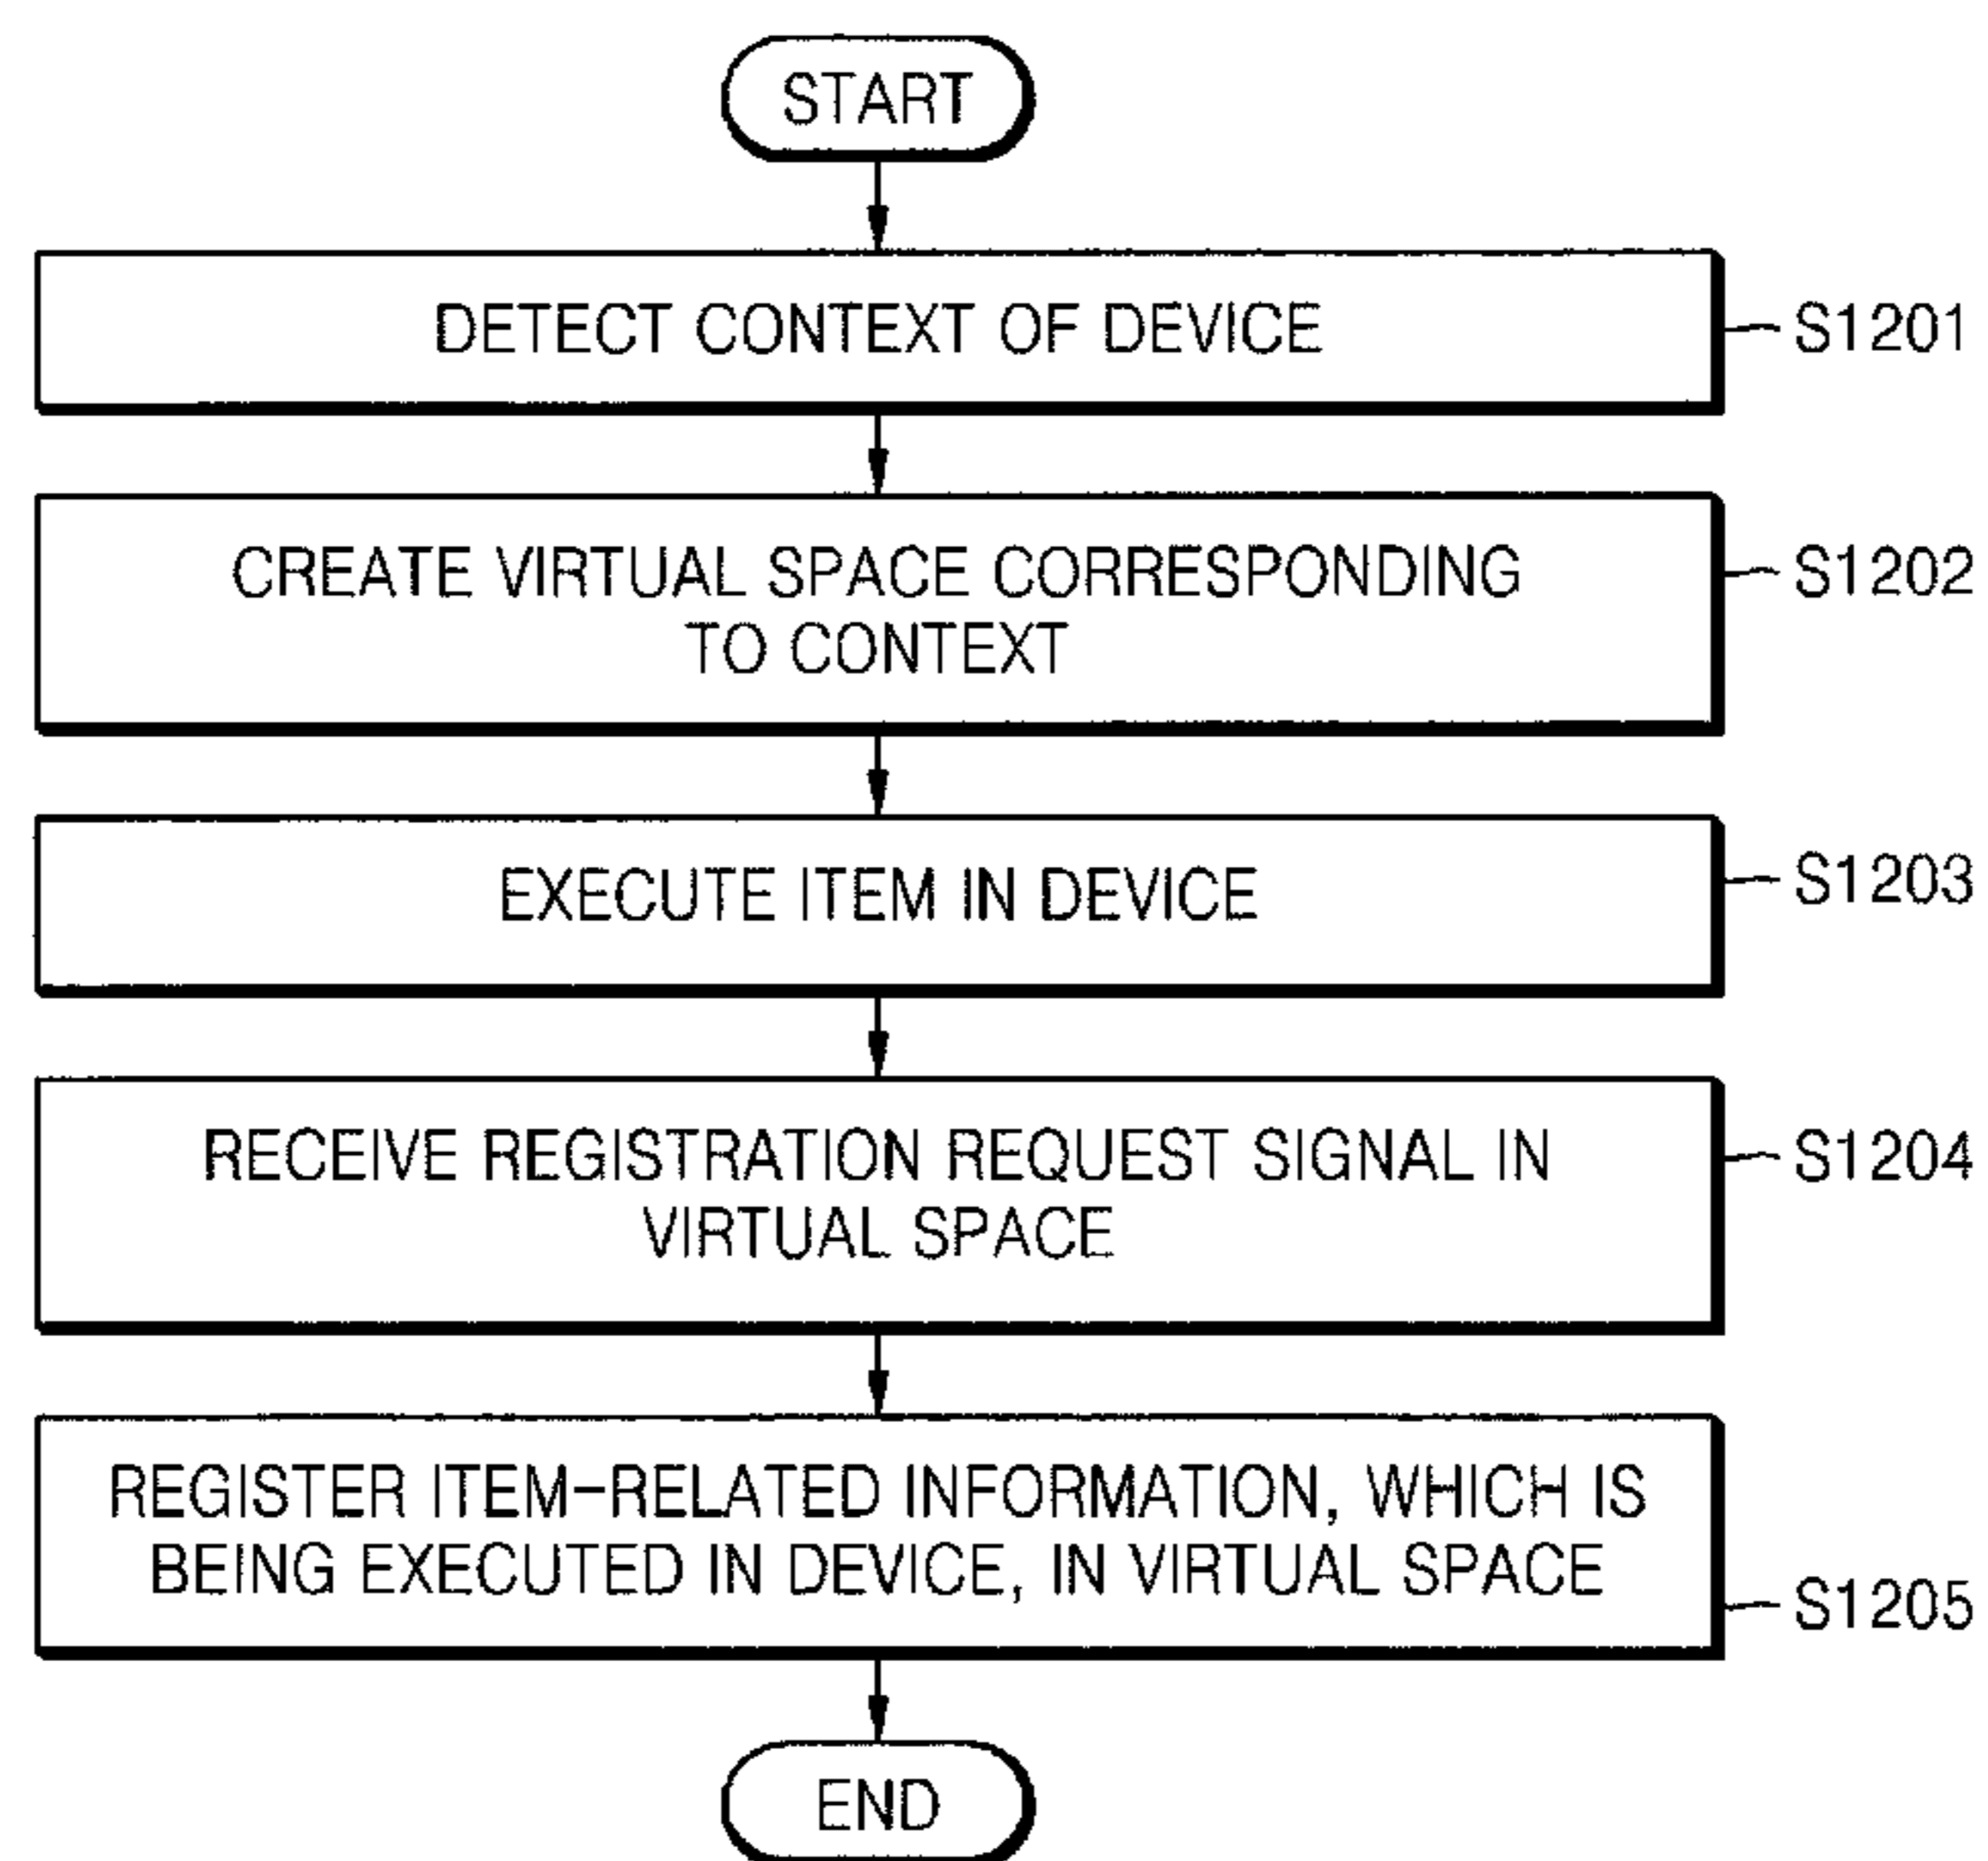 START
DETECT CONTEXT OF DEVICE
S1201
CREATE VIRTUAL SPACE CORRESPONDING
TO CONTEXT
S1202
EXECUTE ITEM IN DEVICE
S1203
RECEIVE REGISTRATION REQUEST SIGNAL IN
VIRTUAL SPACE
S1204
REGISTER ITEM-RELATED INFORMATION, WHICH IS
BEING EXECUTED IN DEVICE, IN VIRTUAL SPACE
S1205
END